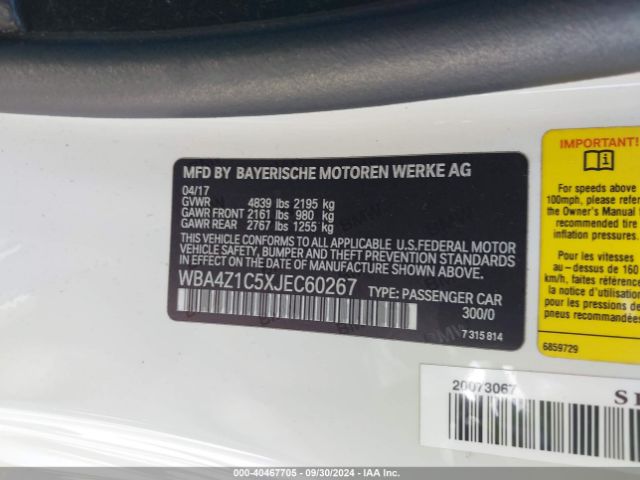 MFD BY BAYERISCHE MOTOREN WERKE AG
04/17
GVWR 4839 lbs 2195 kg
GAWR FRONT 2161 lbs 980 kg
GAWR REAR 2767 lbs 1255 kg
THIS VEHICLE CONFORMS TO ALL APPLICABLE U.S.FEDERAL MOTOR
VEHICLE SAFETY, BUMPER AND THEFT PREVENTION STANDARDS
IN EFFECT ON THE DATE OF MANUFACTURE SHOWN ABOVE.
WBA4Z1C5XJEC60267 TYPE: PASSENGER CAR
300/0
7 315 814
IMPORTANT!
For speeds above
100mph, please refer
the Owner's Manual
recommended tire
inflation pressures.
Pour les vitesses
au-dessus de 160
km/h, faites référence
la notice d'utilisation
pour les pressions de
pneus recommandées
6859729
20073067
000-40467705 - 09/30/2024 - IAA Inc.